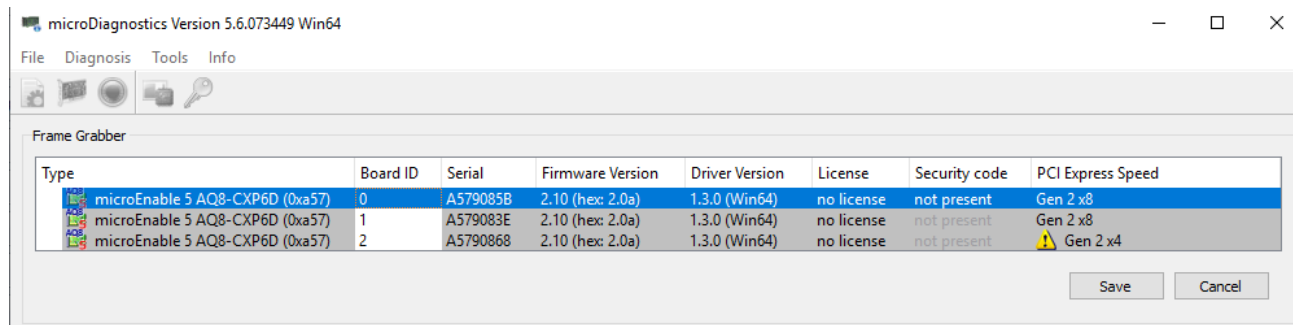 microDiagnostics Version 5.6.073449 Win64
File Diagnosis Tools Info
Frame Grabber
Type Board ID Serial Firmware Version Driver Version License Security code PCI Express Speed
microEnable 5 AQ8-CXP6D (0xa57) 0 A579085B 2.10 (hex: 2.0a) 1.3.0 (Win64) no license not present Gen 2 x8
microEnable 5 AQ8-CXP6D (0xa57) 1 A579083E 2.10 (hex: 2.0a) 1.3.0 (Win64) no license not present Gen 2 x8
microEnable 5 AQ8-CXP6D (0xa57) 2 A5790868 2.10 (hex: 2.0a) 1.3.0 (Win64) no license not present Gen 2 x4
Save Cancel